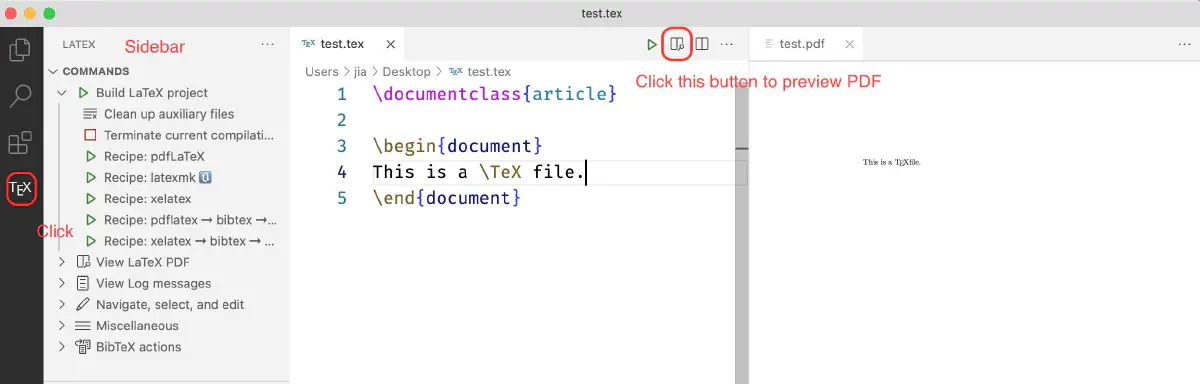 test.tex
LATEX
Sidebar
COMMANDS
Build LaTeX project
Clean up auxiliary files
Terminate current compilati...
Recipe: pdfLaTeX
Recipe: latexmk 🔃
Recipe: xelatex
Recipe: pdflatex ➞ bibtex ➞...
Recipe: xelatex ➞ bibtex ➞ ...
View LaTeX PDF
View Log messages
Navigate, select, and edit
Miscellaneous
BibTeX actions
TEX
Click
TEX test.tex
Users > jia > Desktop > TEX test.tex
Click this button to preview PDF
1 \documentclass{article}
2
3 \begin{document}
4 This is a \TeX file.
5 \end{document}
test.pdf
This is a TEXfile.